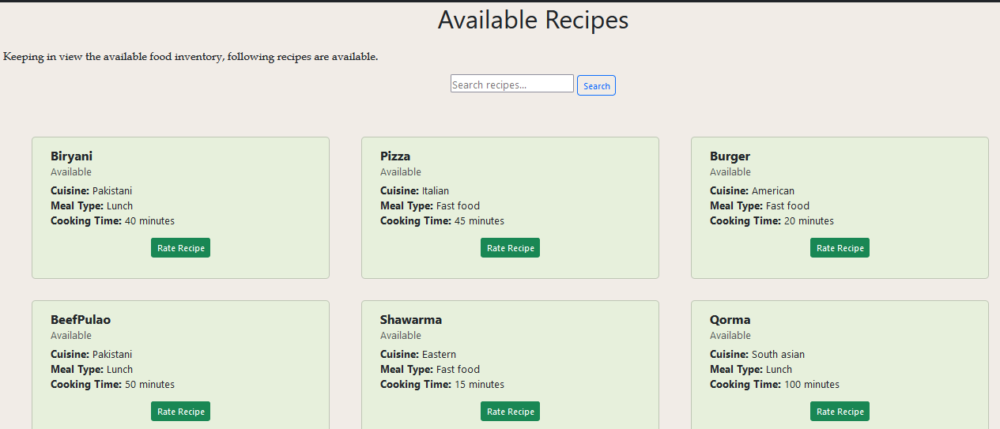 Available Recipes
Keeping in view the available food inventory, following recipes are available.
Search recipes... Search
Biryani
Available
Cuisine: Pakistani
Meal Type: Lunch
Cooking Time: 40 minutes
Rate Recipe
Pizza
Available
Cuisine: Italian
Meal Type: Fast food
Cooking Time: 45 minutes
Rate Recipe
Burger
Available
Cuisine: American
Meal Type: Fast food
Cooking Time: 20 minutes
Rate Recipe
BeefPulao
Available
Cuisine: Pakistani
Meal Type: Lunch
Cooking Time: 50 minutes
Rate Recipe
Shawarma
Available
Cuisine: Eastern
Meal Type: Fast food
Cooking Time: 15 minutes
Rate Recipe
Qorma
Available
Cuisine: South asian
Meal Type: Lunch
Cooking Time: 100 minutes
Rate Recipe